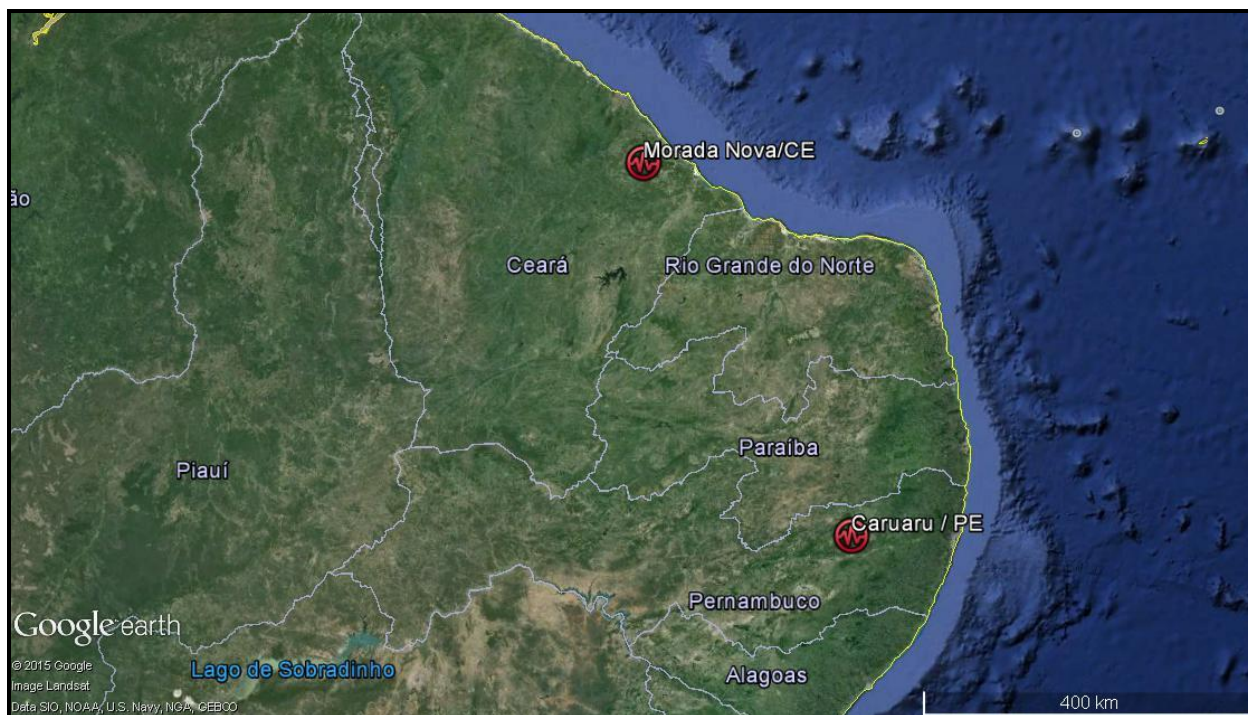 Morada Nova/CE
ão
Ceará
Rio Grande do Norte
Paraíba
Piauí
Caruaru / PE
Pernambuco
Google earth
© 2015 Google
Image Landsat
Data SIO, NOAA, U.S. Navy, NGA, GEBCO
Lago de Sobradinho
Alagoas
400 km